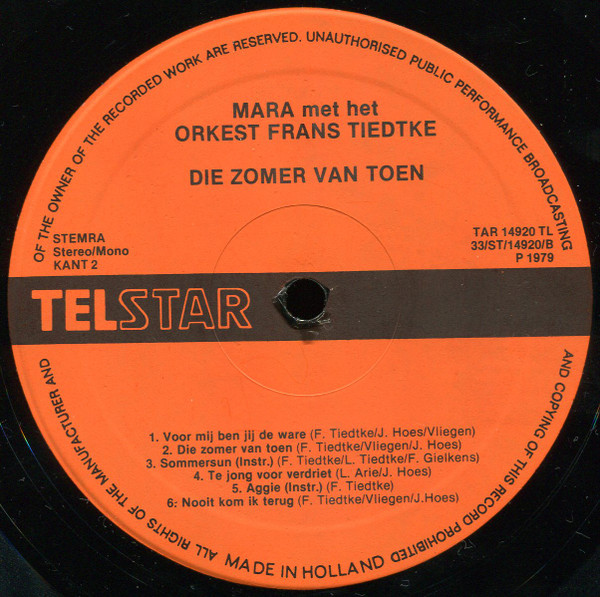 ALL RIGHTS OF THE MANUFACTURER AND OF THE OWNER OF THE RECORDED WORK ARE RESERVED. UNAUTHORISED PUBLIC PERFORMANCE BROADCASTING AND COPYING OF THIS RECORD PROHIBITED
MARA met het
ORKEST FRANS TIEDTKE
DIE ZOMER VAN TOEN
STEMRA
Stereo/Mono
KANT 2
TAR 14920 TL
33/ST/14920/B
P 1979
TELSTAR
1. Voor mij ben jij de ware (F. Tiedtke/J. Hoes/Vliegen)
2. Die zomer van toen (F. Tiedtke/Vliegen/J. Hoes)
3. Sommersun (Instr.) (F. Tiedtke/L. Tiedtke/F. Gielkens)
4. Te jong voor verdriet (L. Arie/J. Hoes)
5. Aggie (Instr.) (F. Tiedtke)
6: Nooit kom ik terug (F. Tiedtke/Vliegen/J.Hoes)
MADE IN HOLLAND